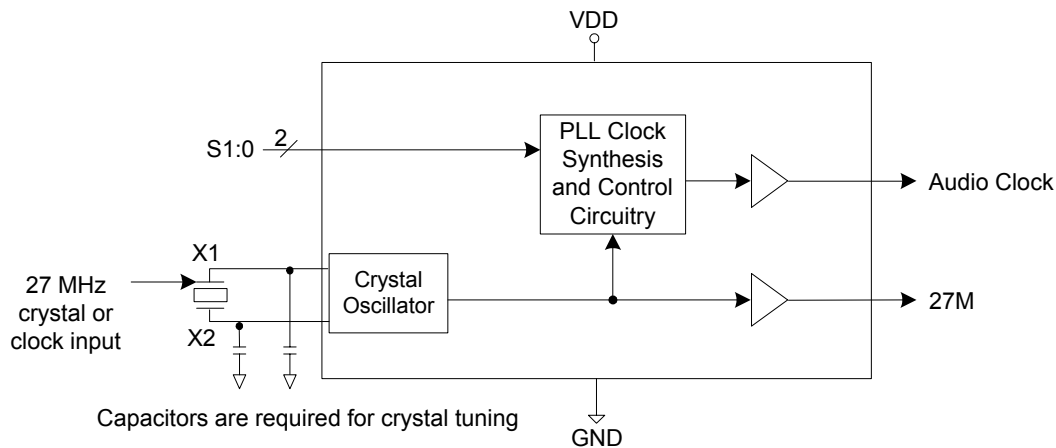 VDD
S1:0
2
PLL Clock
Synthesis
and Control
Circuitry
Audio Clock
X1
27 MHz
crystal or
clock input
X2
Crystal
Oscillator
27M
Capacitors are required for crystal tuning
GND